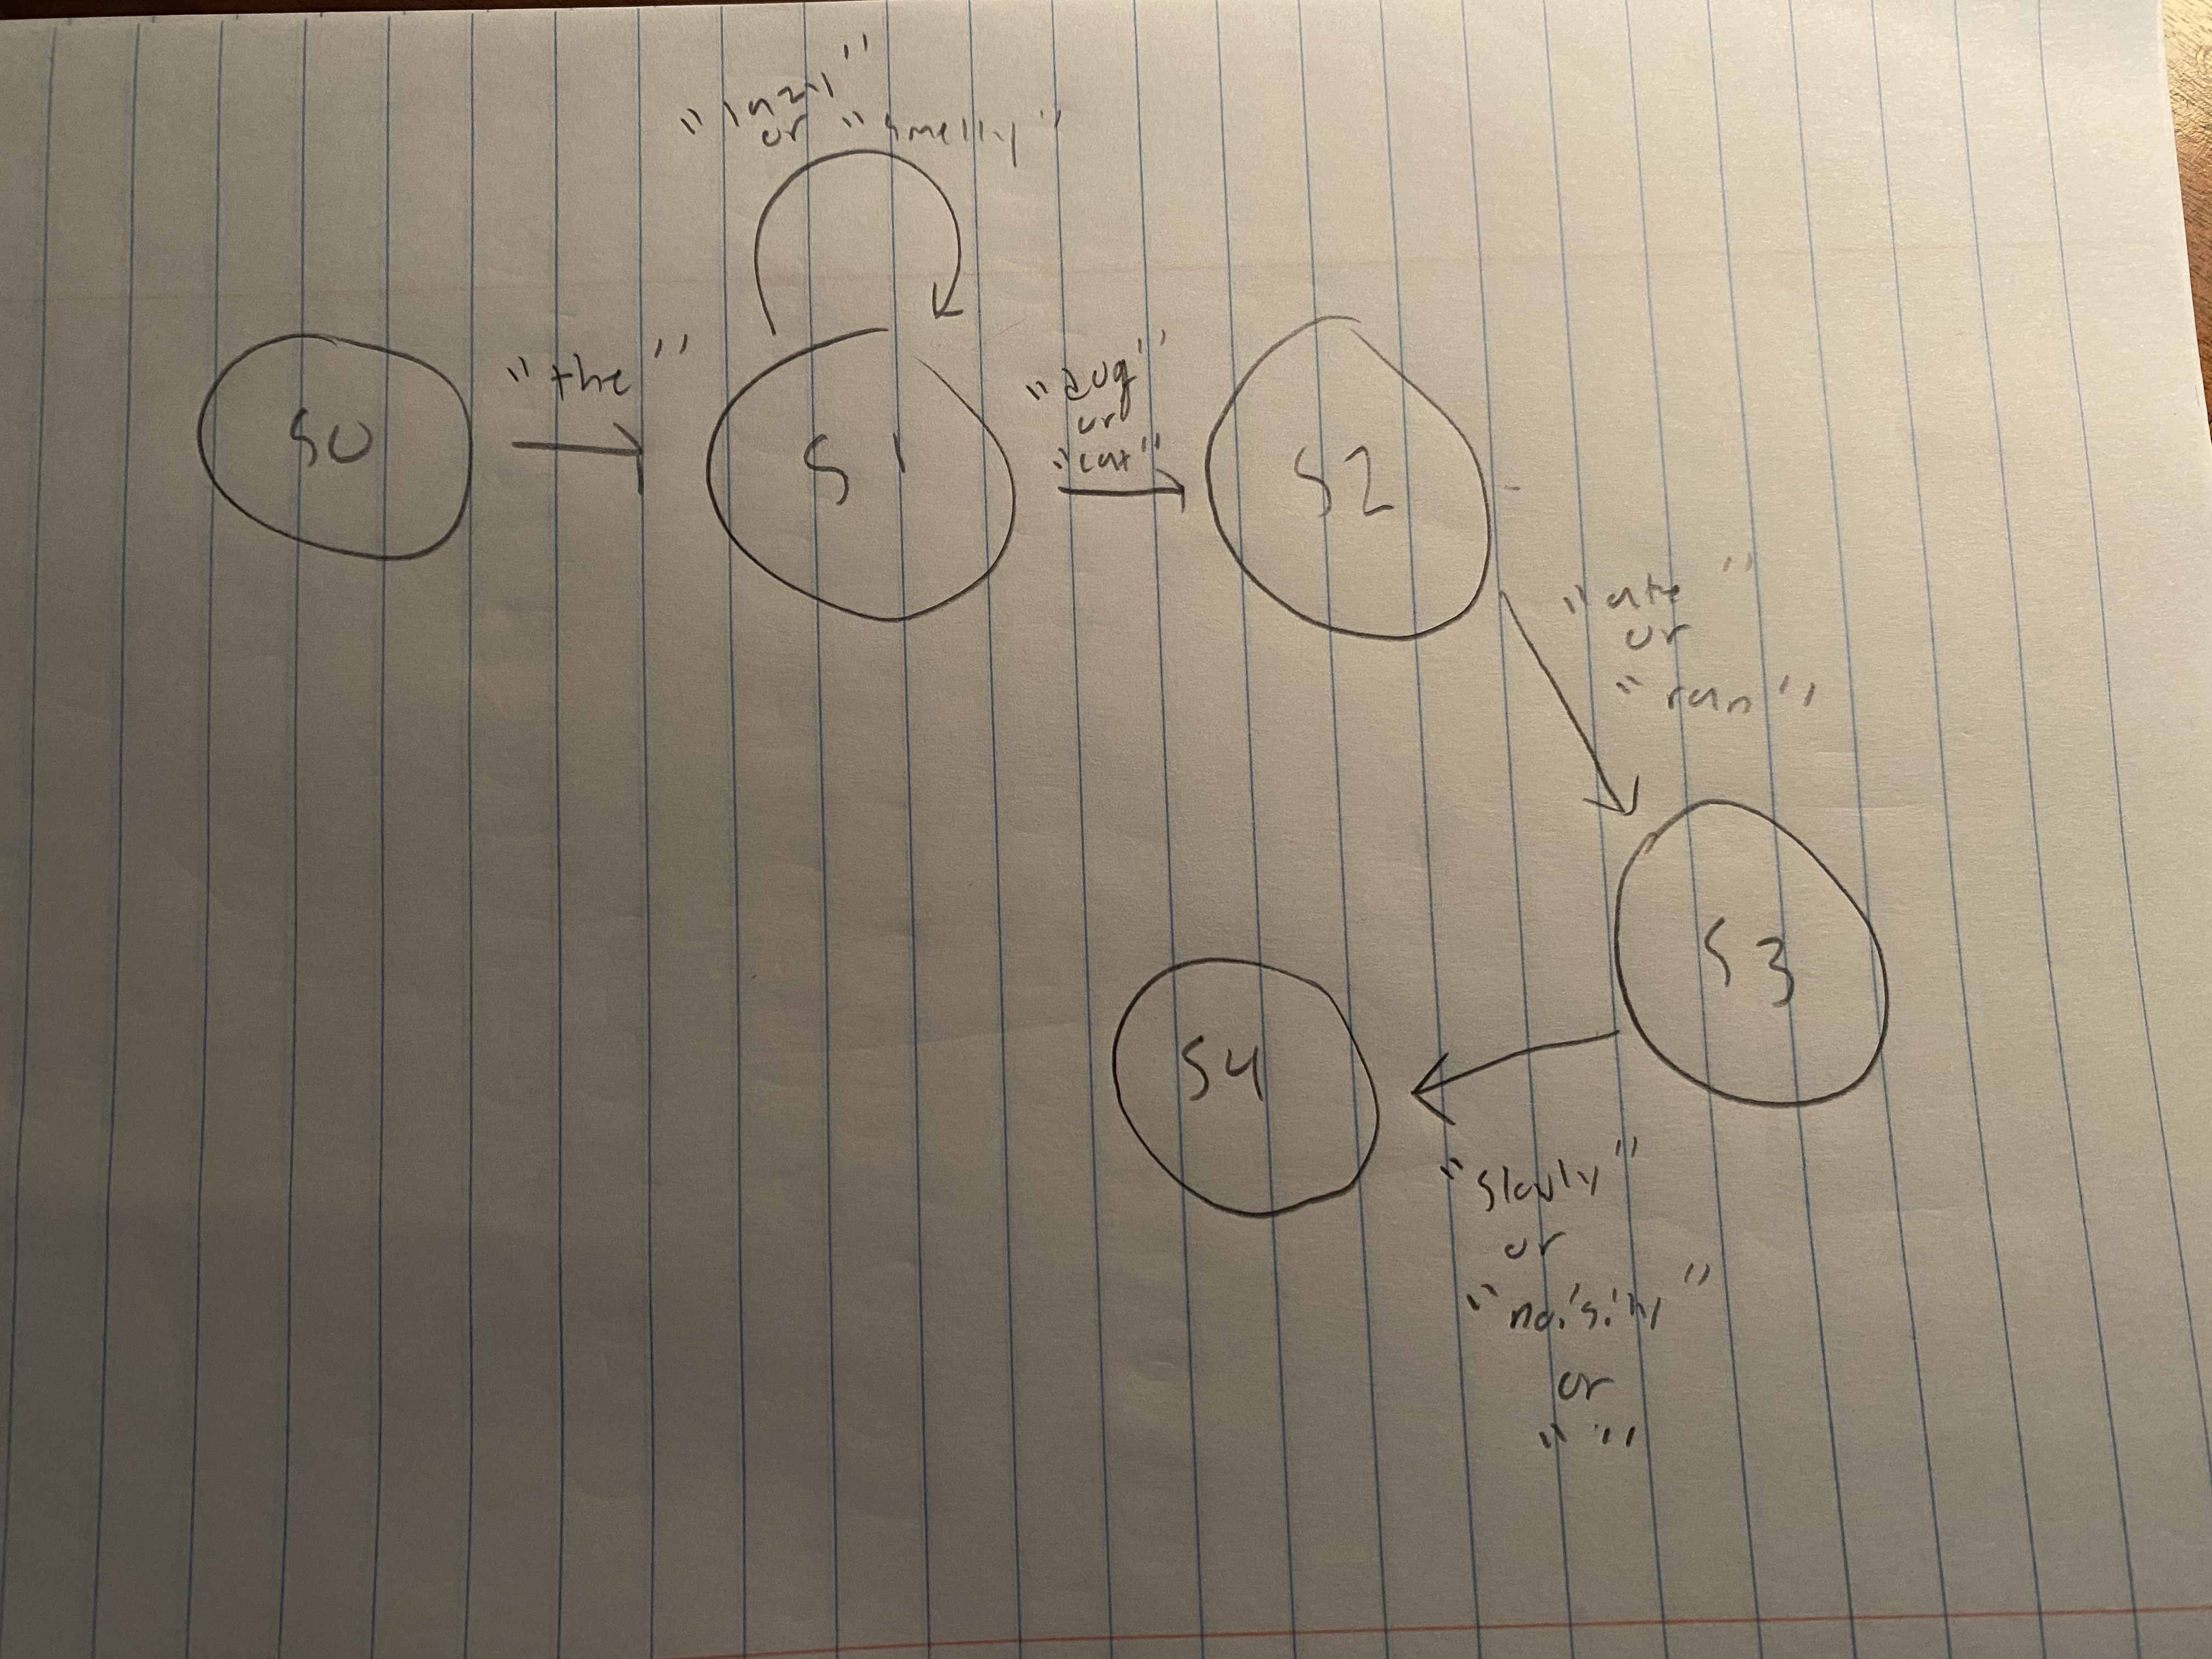 "lazy"
or "smelly"
"the"
S0
S1
"dog"
or
"cat"
S2
"ate"
or
"ran"
S3
S4
"slowly"
or
"noisily"
or
""